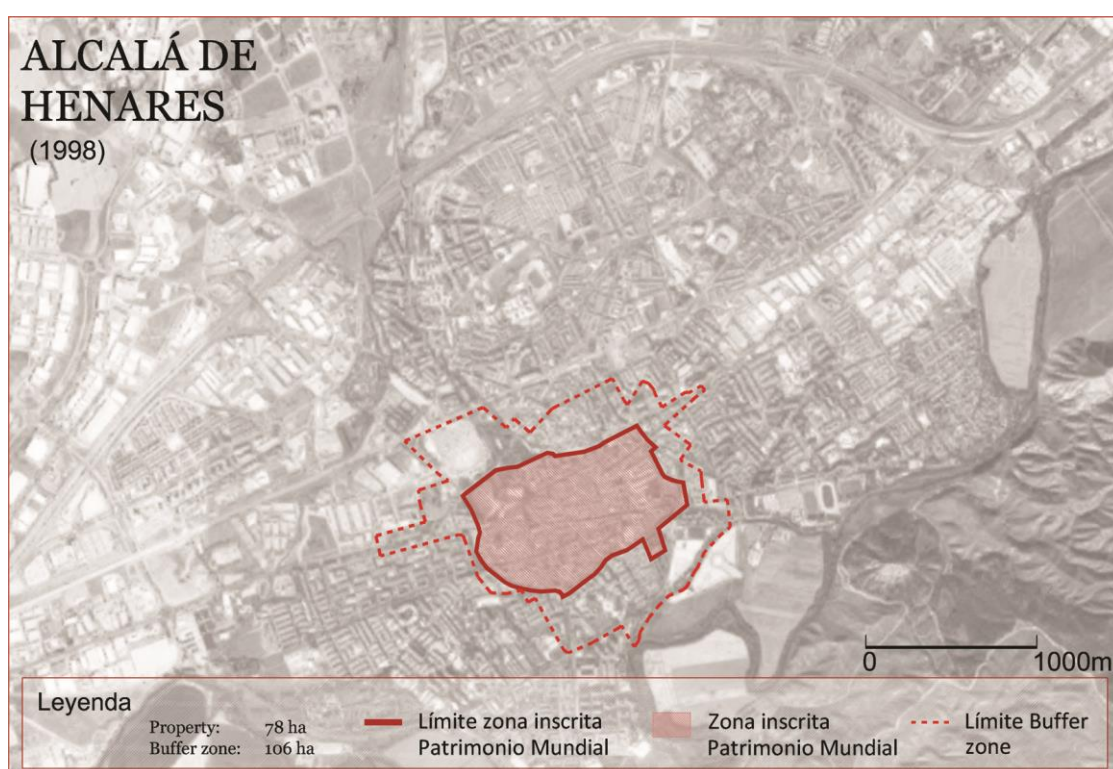 ALCALÁ DE
HENARES
(1998)
0 1000m
Leyenda
Property: 78 ha
Buffer zone: 106 ha
Límite zona inscrita
Patrimonio Mundial
Zona inscrita
Patrimonio Mundial
Límite Buffer
zone